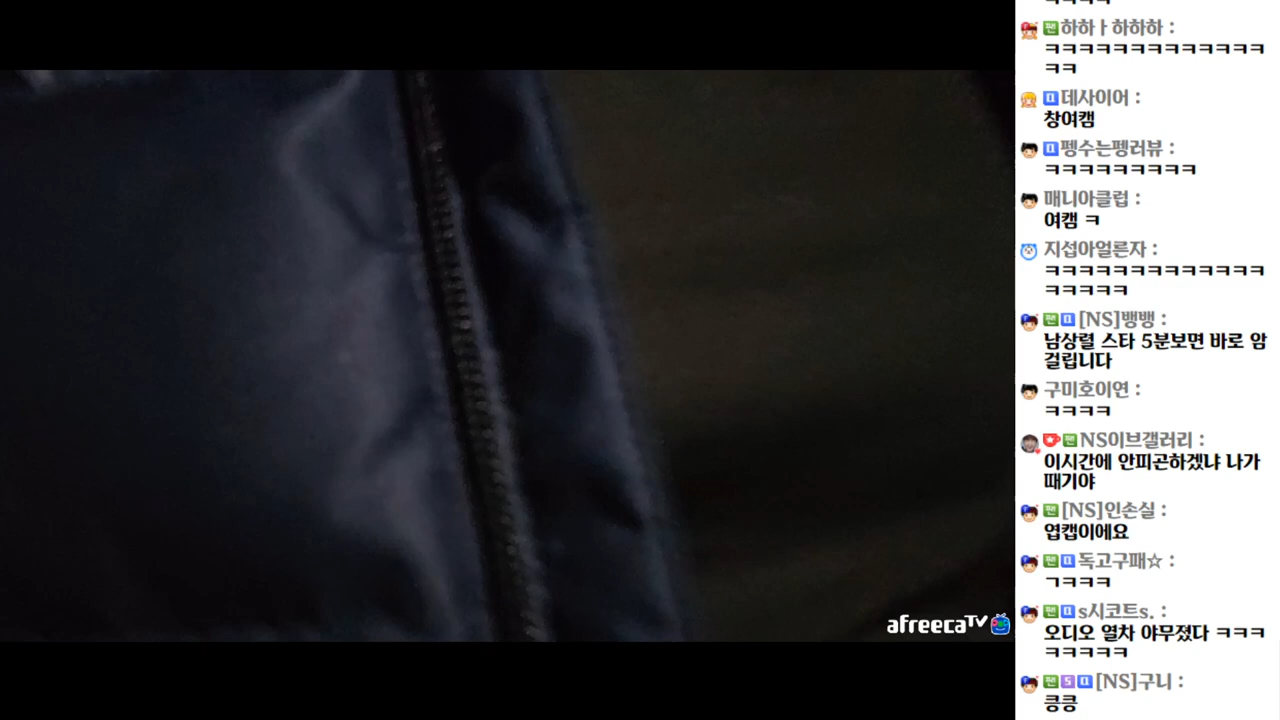 하하ㅏ하하하 :
ㅋㅋㅋㅋㅋㅋㅋㅋㅋㅋㅋㅋㅋ
ㅋㅋ
데사이어 :
창여캠
펭수는펭러뷰 :
ㅋㅋㅋㅋㅋㅋㅋㅋㅋ
매니아클럽 :
여캠 ㅋ
지섭아얼른자 :
ㅋㅋㅋㅋㅋㅋㅋㅋㅋㅋㅋㅋㅋ
ㅋㅋㅋㅋㅋ
[NS]뱅뱅 :
남상렬 스타 5분보면 바로 암
걸립니다
구미호이연 :
ㅋㅋㅋㅋ
NS이브갤러리 :
이시간에 안피곤하겠냐 나가
때기야
[NS]인손실 :
엽캡이에요
독고구패☆ :
ㄱㅋㅋㅋ
s시코트s. :
오디오 열차 야무졌다 ㅋㅋㅋ
ㅋㅋㅋㅋㅋ
[NS]구니 :
킁킁
afreecaTV